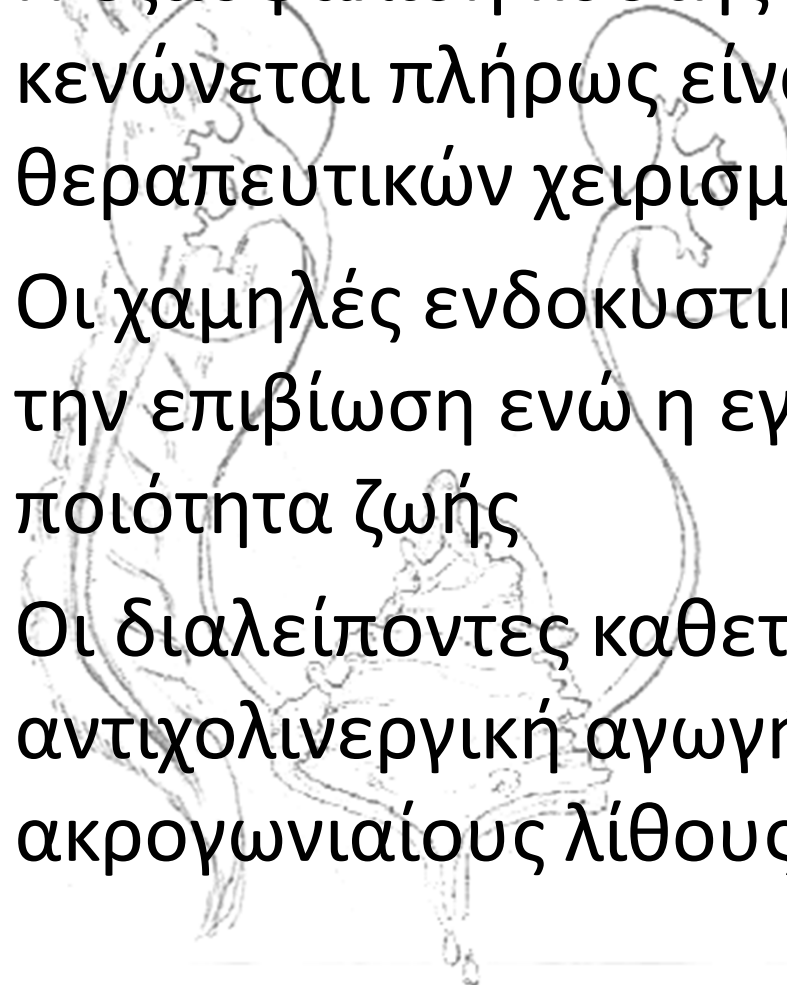 κενώνεται πλήρως είν
θεραπευτικών χειρισμ
Οι χαμηλές ενδοκυστι
την επιβίωση ενώ η εγ
ποιότητα ζωής
Οι διαλείποντες καθετ
αντιχολινεργική αγωγ
ακρογωνιαίους λίθους